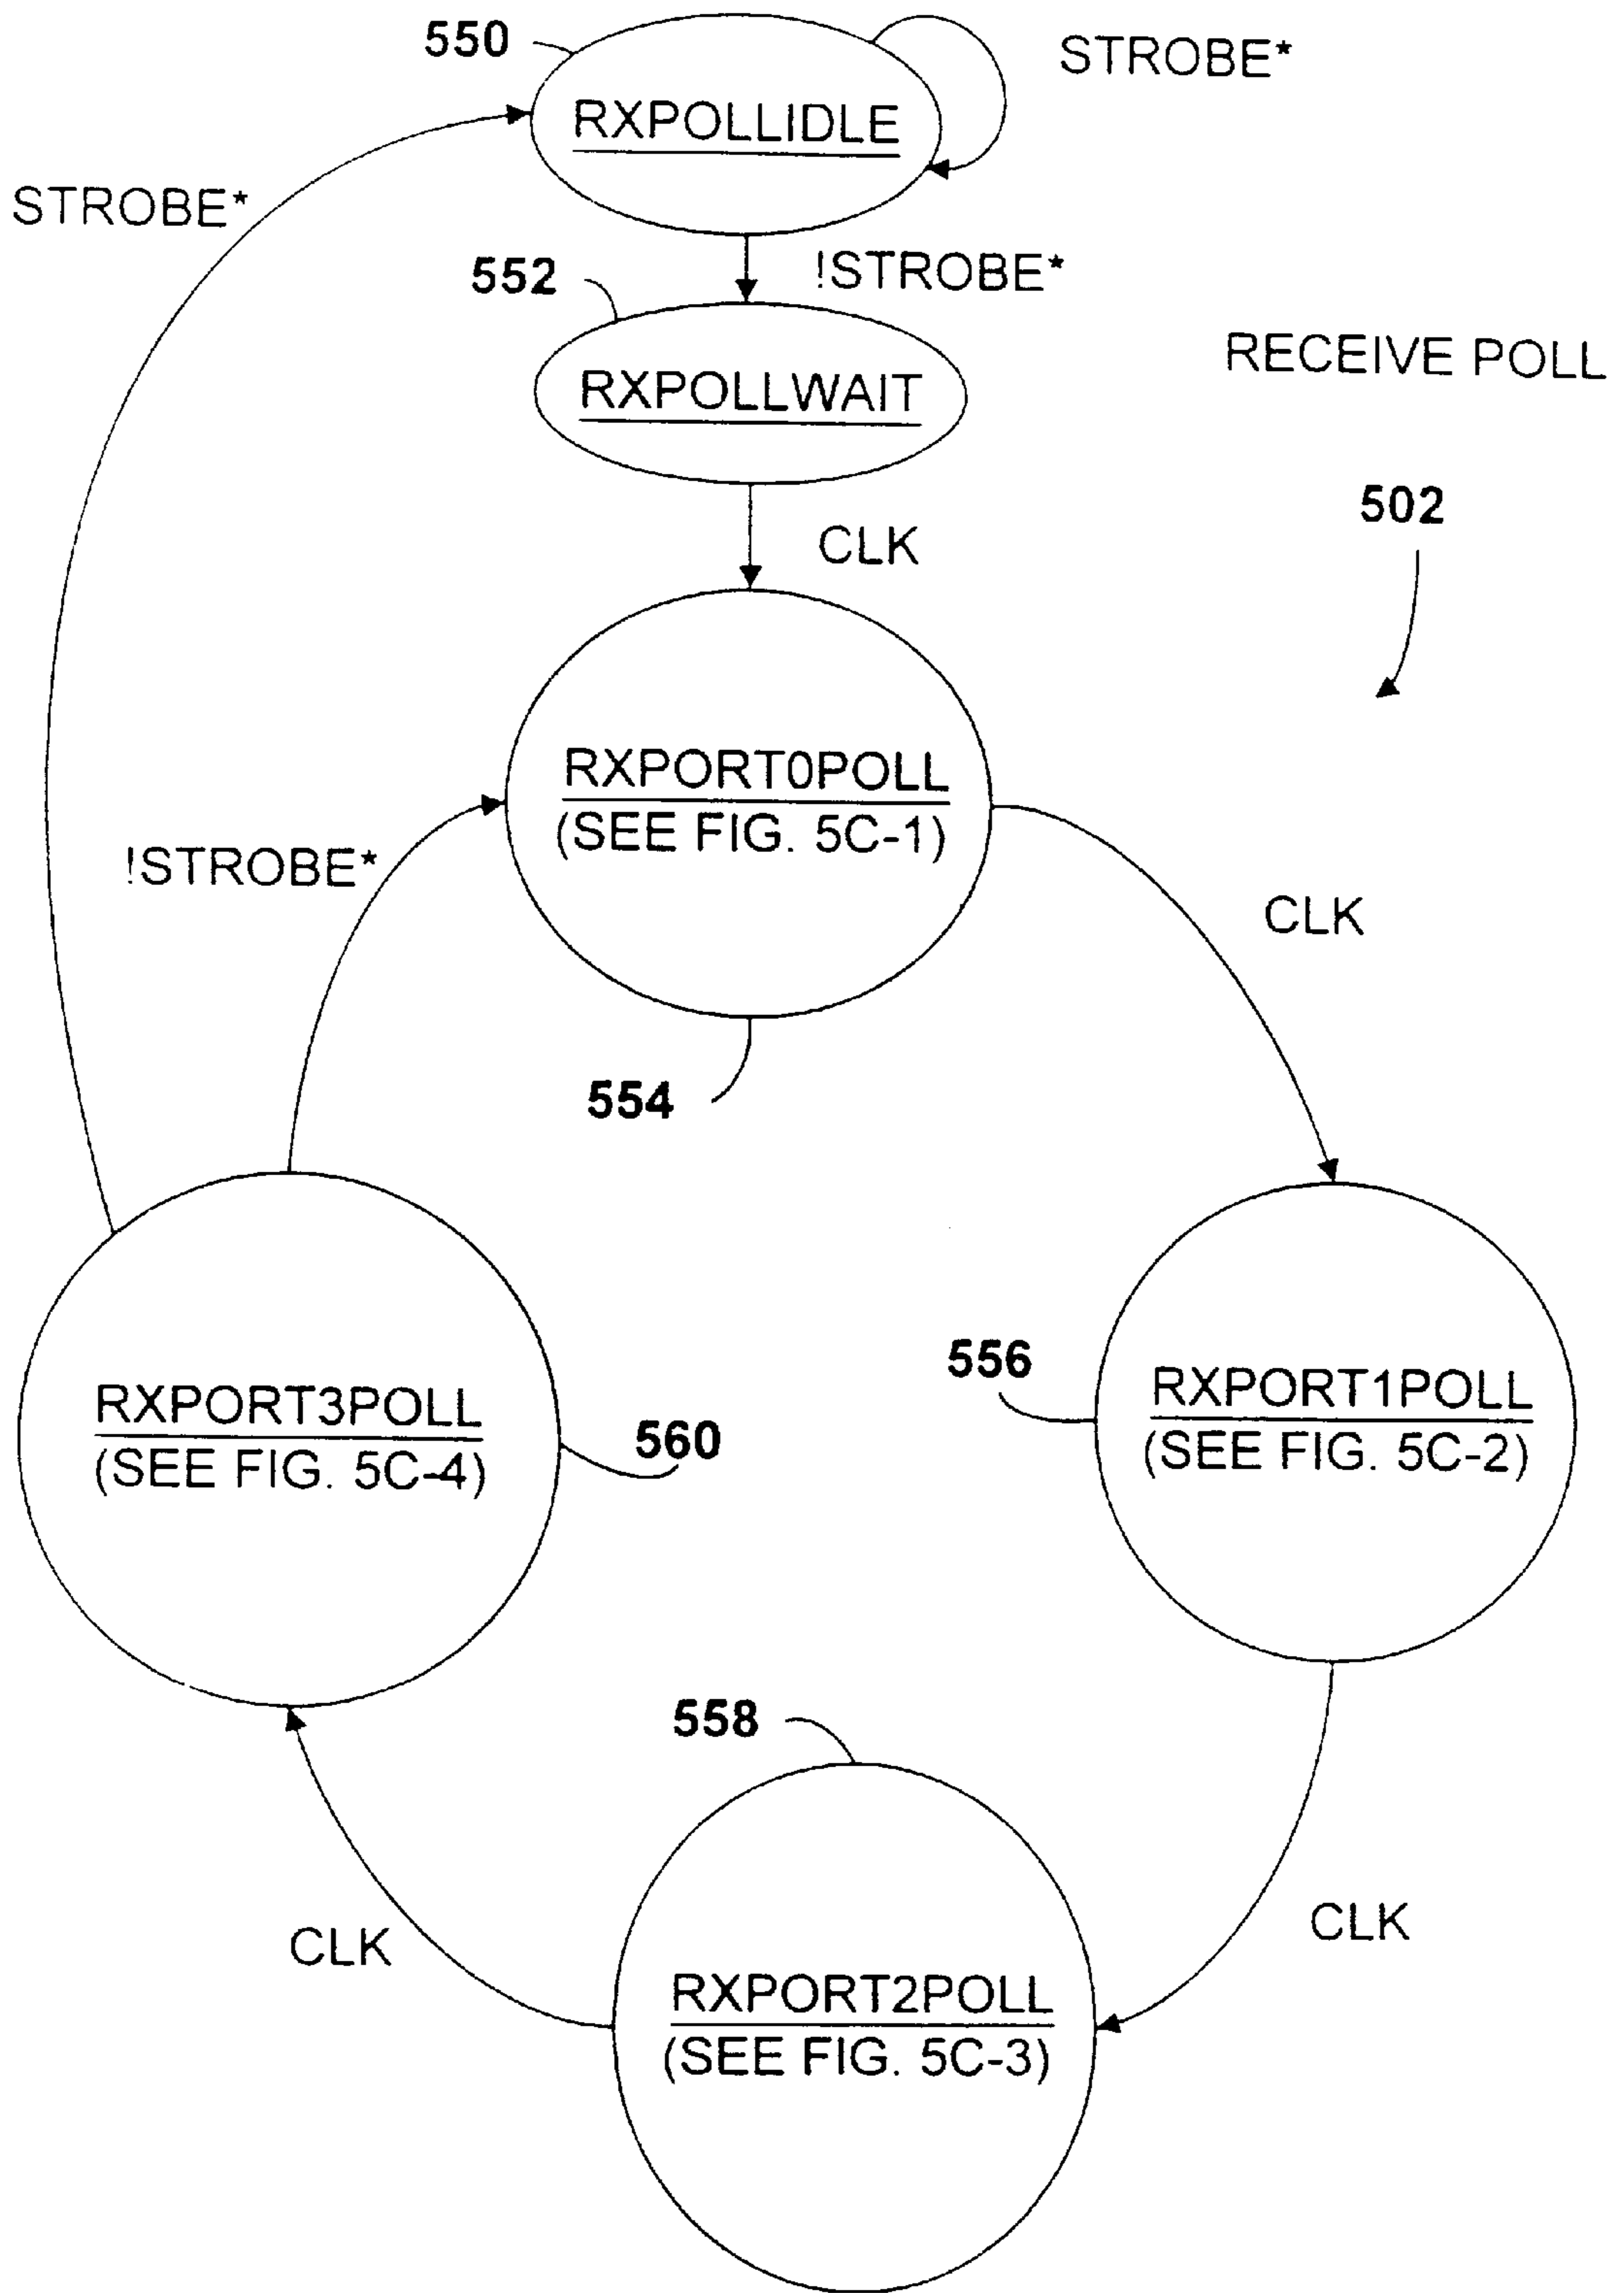 550
STROBE*
RXPOLLIDLE
STROBE*
552
!STROBE*
RXPOLLWAIT
RECEIVE POLL
502
CLK
RXPORT0POLL
(SEE FIG. 5C-1)
!STROBE*
CLK
554
556
RXPORT1POLL
(SEE FIG. 5C-2)
RXPORT3POLL
(SEE FIG. 5C-4)
560
558
CLK
CLK
RXPORT2POLL
(SEE FIG. 5C-3)